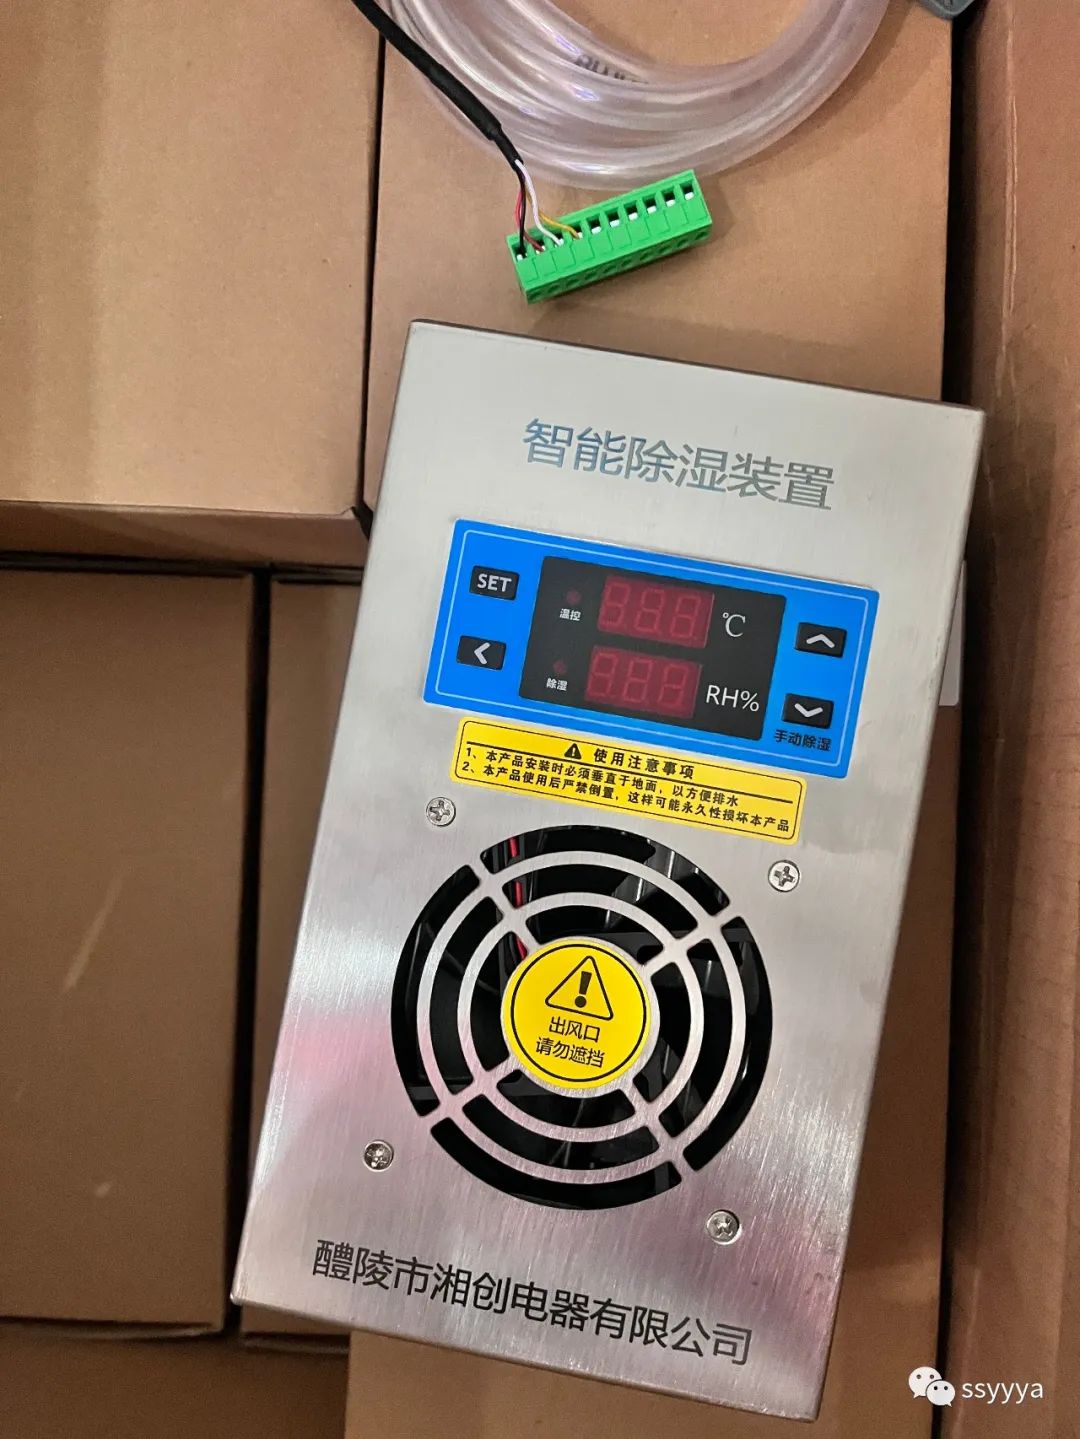 智能除湿装置
SET
温控
℃
除湿
RH%
手动除湿
使用注意事项
1、本产品安装时必须垂直于地面，以方便排水
2、本产品使用后严禁倒置，这样可能永久性损坏本产品
出风口
请勿遮挡
醴陵市湘创电器有限公司
ssyyya